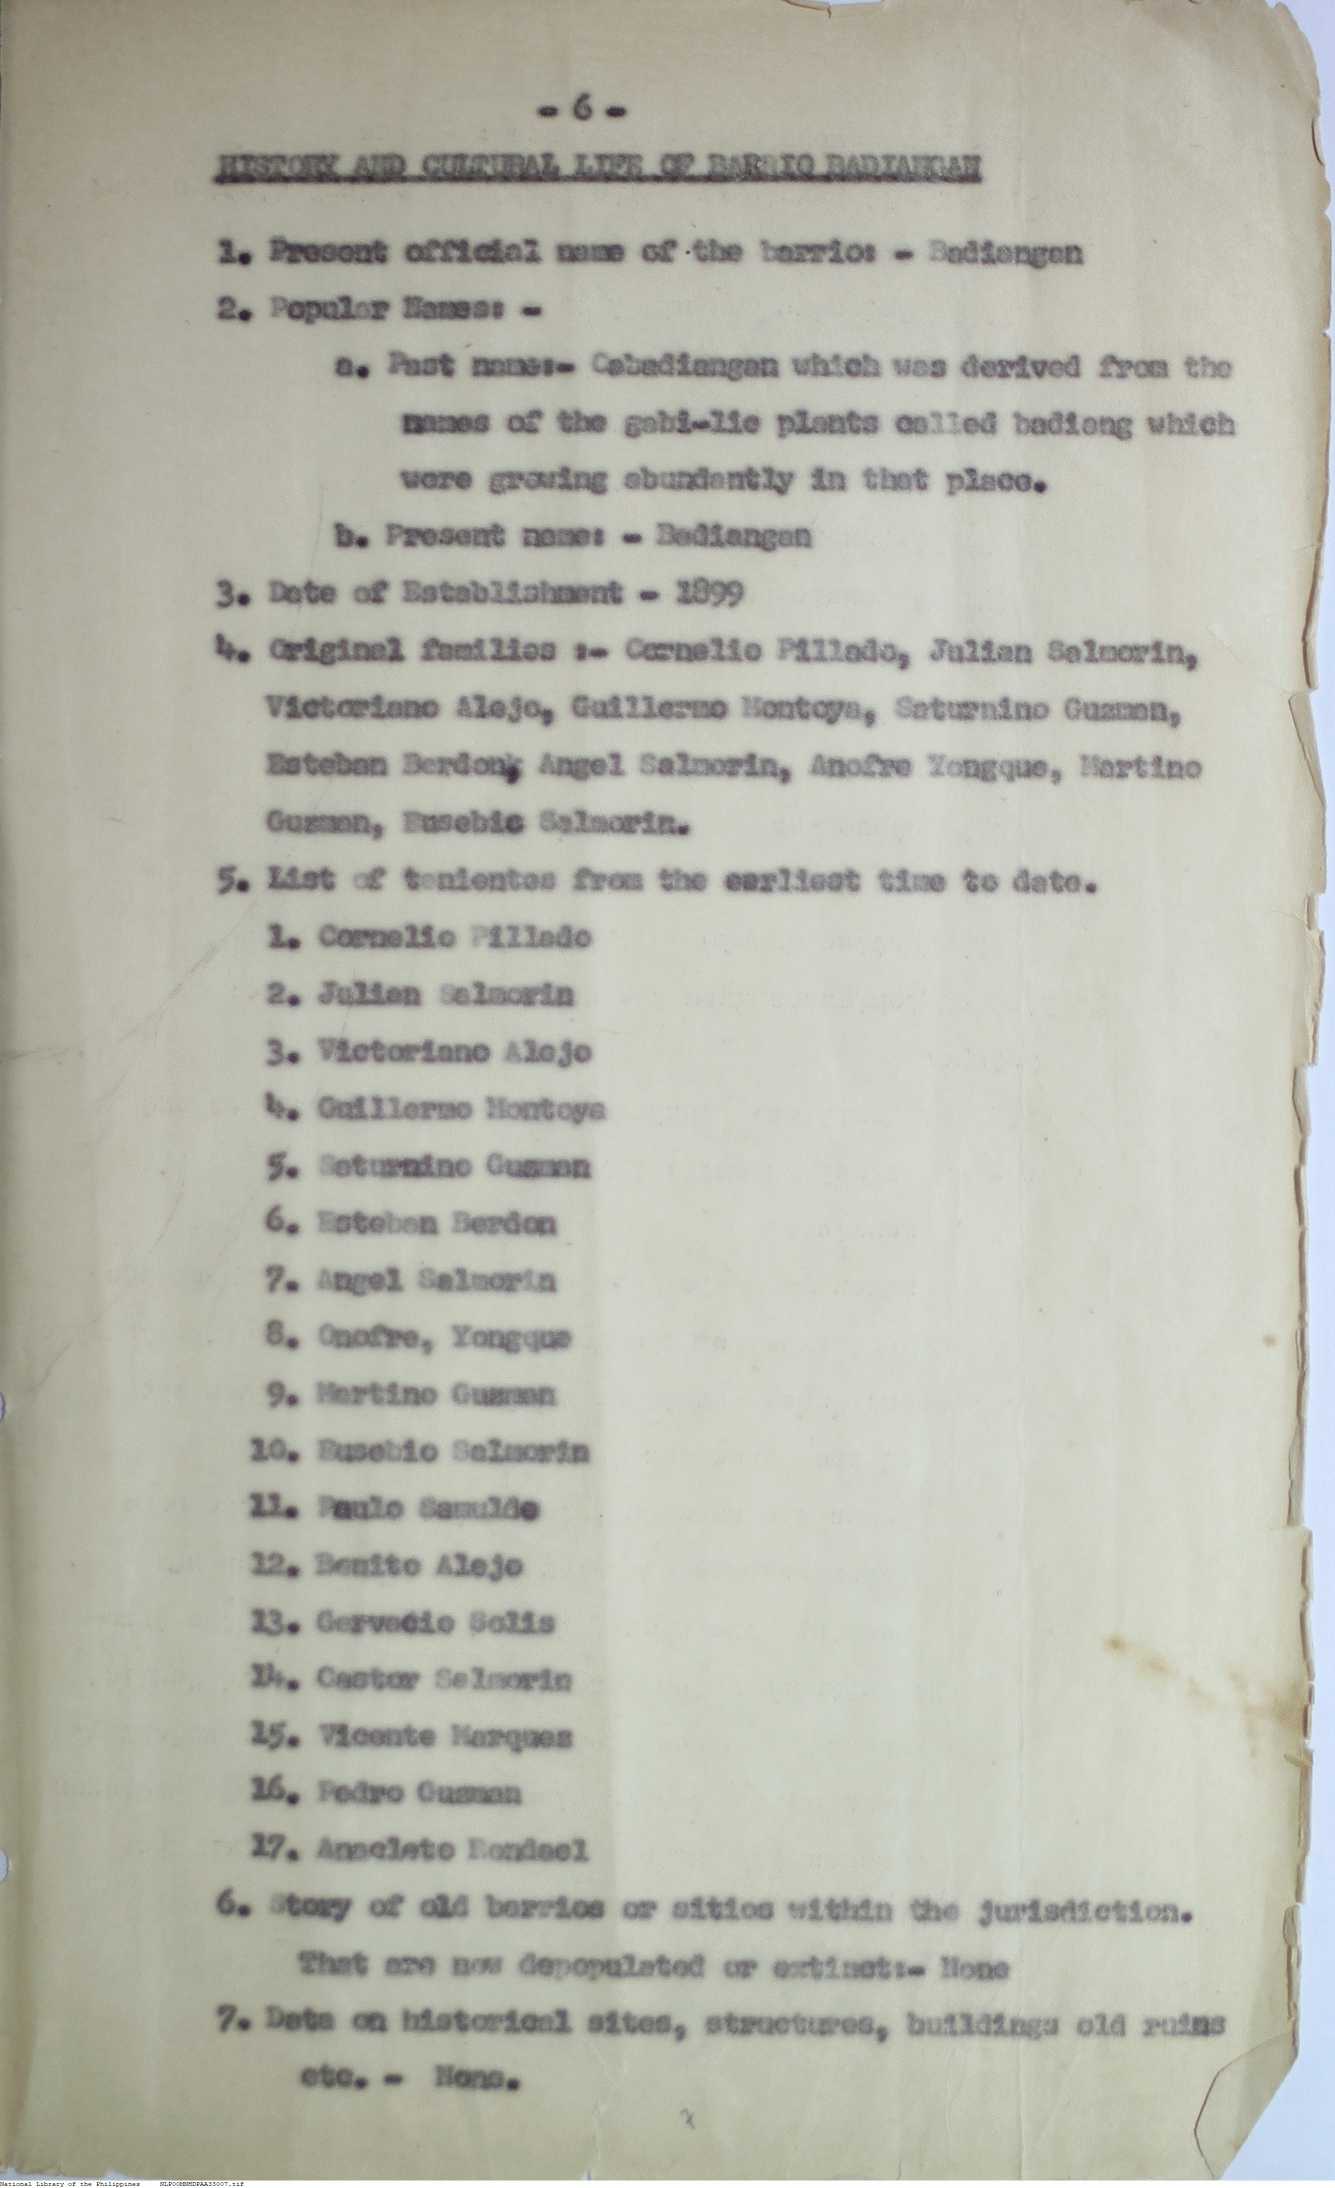 - 6 -
HISTORY AND CULTURAL LIFE OF BARRIO BADIANGAN
1. Present official name of the barrio: - Badiangan
2. Popular Names: -
a. Past name:- Cabadiangan which was derived from the
names of the gabi-lie plants called badiang which
were growing abundantly in that place.
b. Present name: - Badiangan
3. Date of Establishment - 1899
4. Original families :- Cornelio Pillado, Julian Salmorin,
Victoriano Alejo, Guillermo Montoya, Saturnino Guzman,
Esteban Berdon, Angel Salmorin, Anofre Yongque, Martino
Guzman, Eusebio Salmorin.
5. List of tenientes from the earliest time to date.
1. Cornelio Pillado
2. Julian Salmorin
3. Victoriano Alejo
4. Guillermo Montoya
5. Saturnino Guzman
6. Esteban Berdon
7. Angel Salmorin
8. Onofre, Yongque
9. Martino Guzman
10. Eusebio Salmorin
11. Paulo Samulde
12. Benito Alejo
13. Gervacio Solis
14. Castor Salmorin
15. Vicente Marques
16. Pedro Guzman
17. Anacleto Rondael
6. Story of old barrios or sitios within the jurisdiction.
That are now depopulated or extinct:- None
7. Data on historical sites, structures, buildings old ruins
etc. - None.
National Library of the Philippines NLPOOMBMDPAA33007.tif